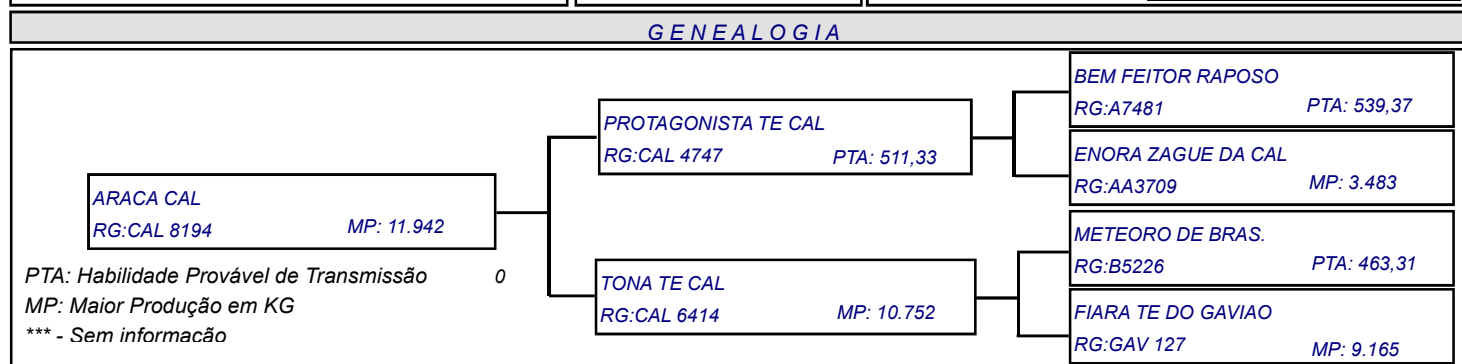 GENEALOGIA
BEM FEITOR RAPOSO
RG:A7481 PTA: 539,37
PROTAGONISTA TE CAL
RG:CAL 4747 PTA: 511,33
ENORA ZAGUE DA CAL
RG:AA3709 MP: 3.483
ARACA CAL
RG:CAL 8194 MP: 11.942
METEORO DE BRAS.
RG:B5226 PTA: 463,31
PTA: Habilidade Provável de Transmissão 0
TONA TE CAL
RG:CAL 6414 MP: 10.752
MP: Maior Produção em KG
FIARA TE DO GAVIAO
RG:GAV 127 MP: 9.165
*** - Sem informação